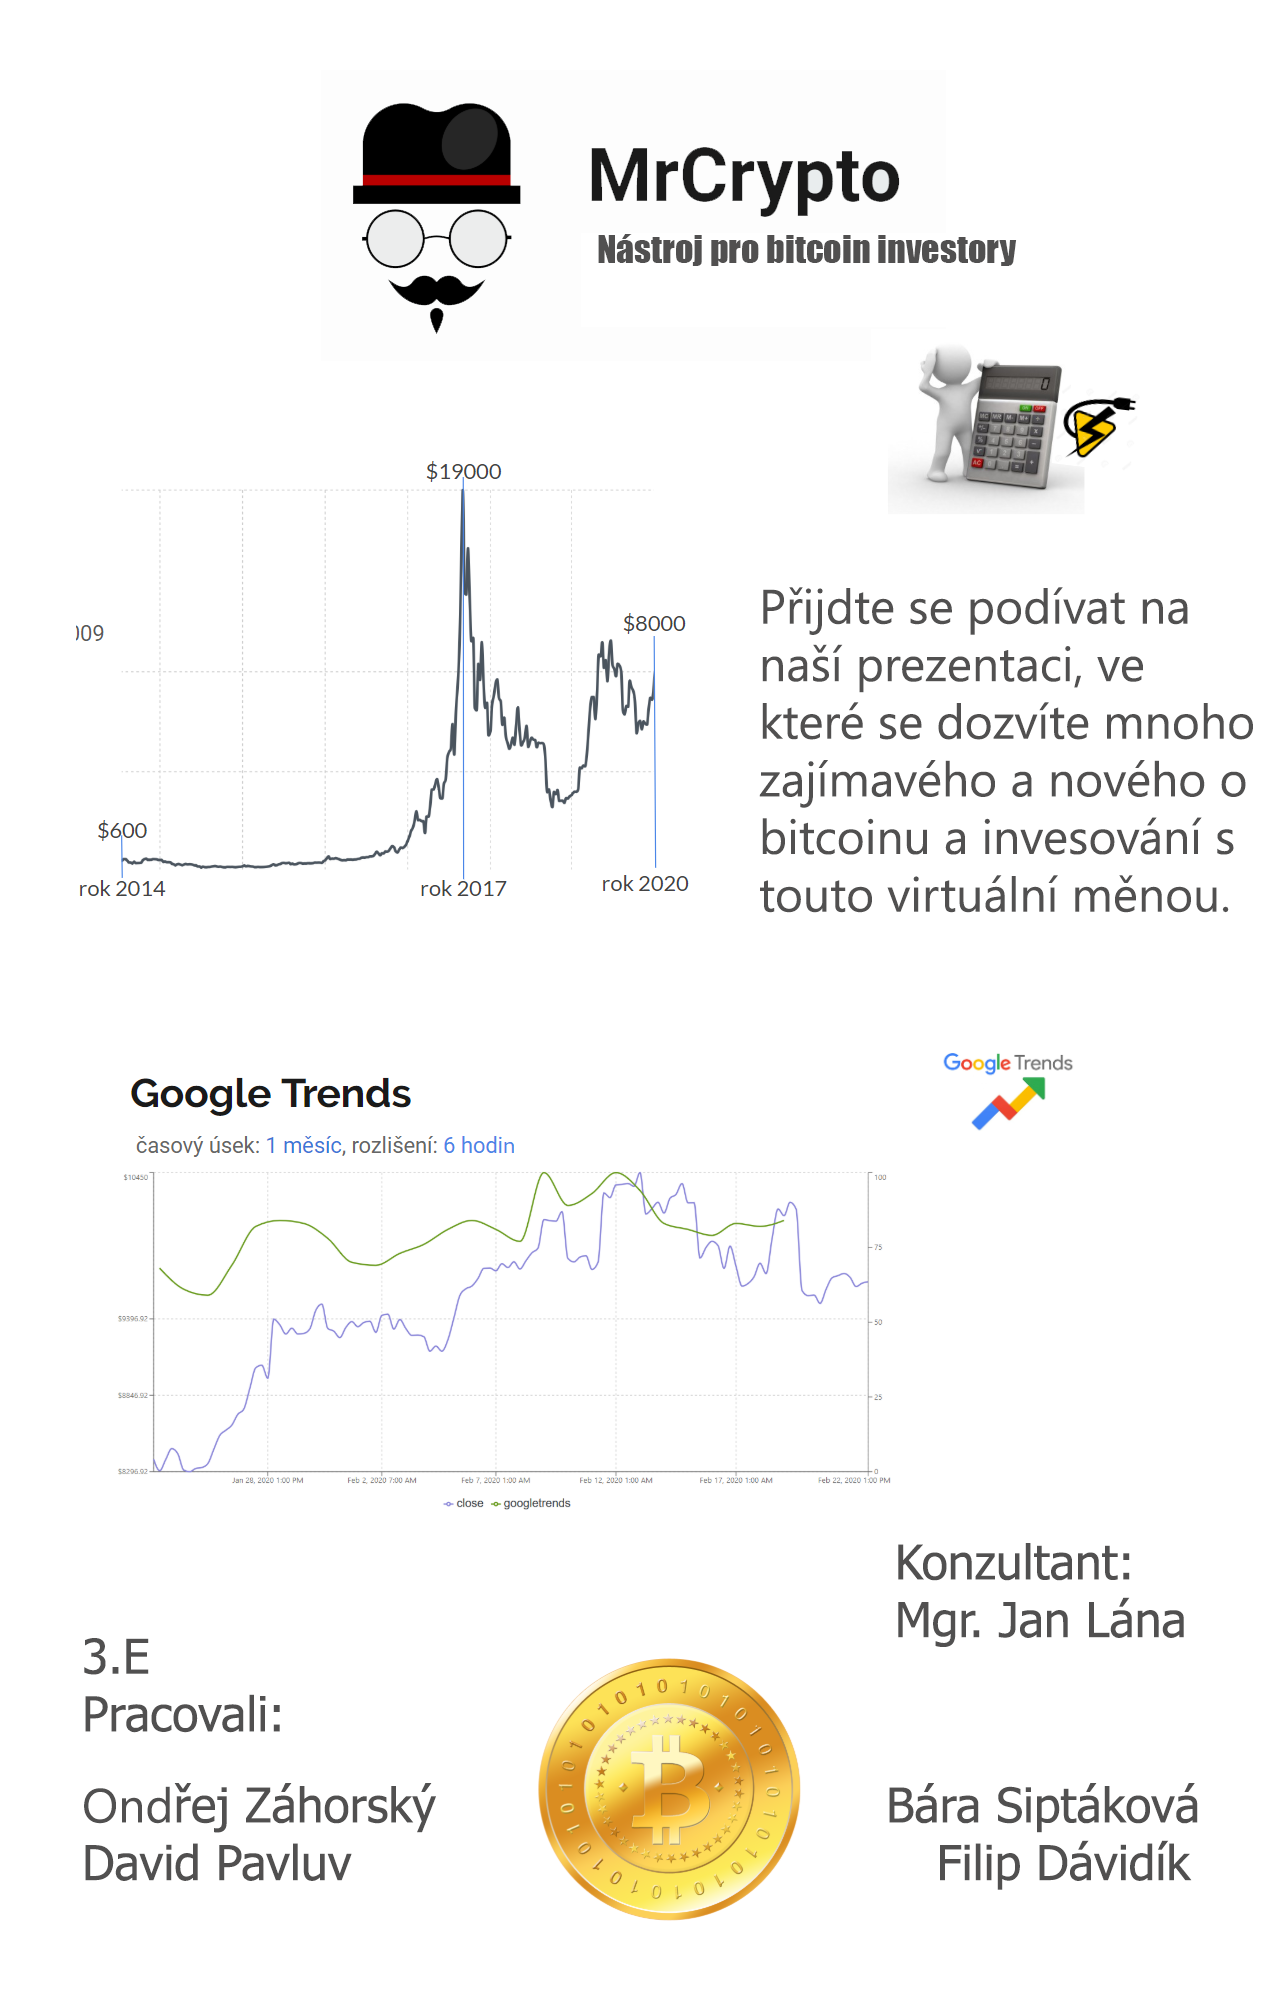 MrCrypto
Nástroj pro bitcoin investory
$19000
$8000
009
$600
rok 2014
rok 2017
rok 2020
Přijdte se podívat na
naší prezentaci, ve
které se dozvíte mnoho
zajímavého a nového o
bitcoinu a invesování s
touto virtuální měnou.
Google Trends
Google Trends
časový úsek: 1 měsíc, rozlišení: 6 hodin
$10450
$9396.92
$8846.92
$8296.92
100
75
50
25
0
Jan 28, 2020 1:00 PM
Feb 2, 2020 7:00 AM
Feb 7, 2020 1:00 AM
Feb 12, 2020 1:00 AM
Feb 17, 2020 1:00 AM
Feb 22, 2020 1:00 PM
close googletrends
Konzultant:
Mgr. Jan Lána
3.E
Pracovali:
Ondřej Záhorský
David Pavluv
Bára Siptáková
Filip Dávidík